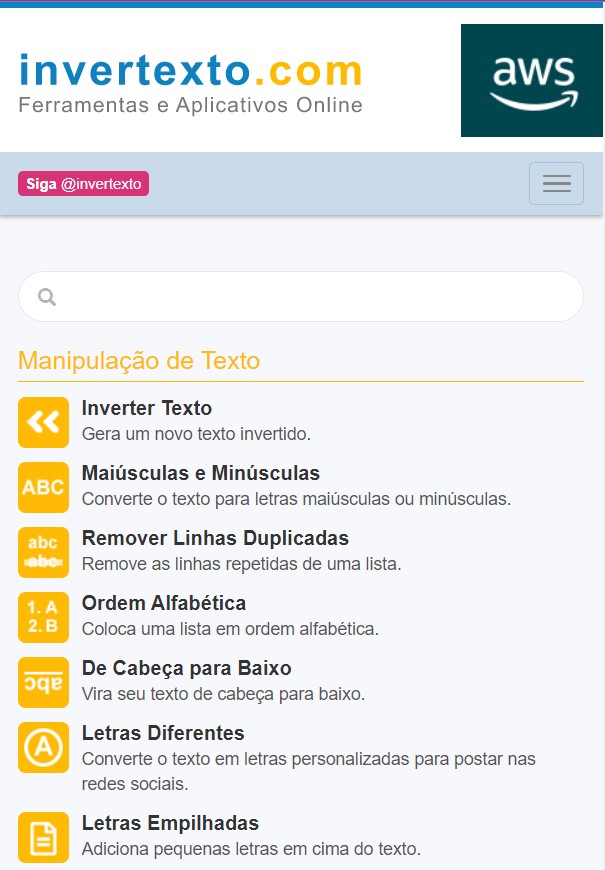 invertexto.com
Ferramentas e Aplicativos Online
aws
Siga @invertexto
Manipulação de Texto
Inverter Texto
Gera um novo texto invertido.
ABC
Maiúsculas e Minúsculas
Converte o texto para letras maiúsculas ou minúsculas.
abc
abc
Remover Linhas Duplicadas
Remove as linhas repetidas de uma lista.
1. A
2. B
Ordem Alfabética
Coloca uma lista em ordem alfabética.
abc
De Cabeça para Baixo
Vira seu texto de cabeça para baixo.
A
Letras Diferentes
Converte o texto em letras personalizadas para postar nas
redes sociais.
Letras Empilhadas
Adiciona pequenas letras em cima do texto.